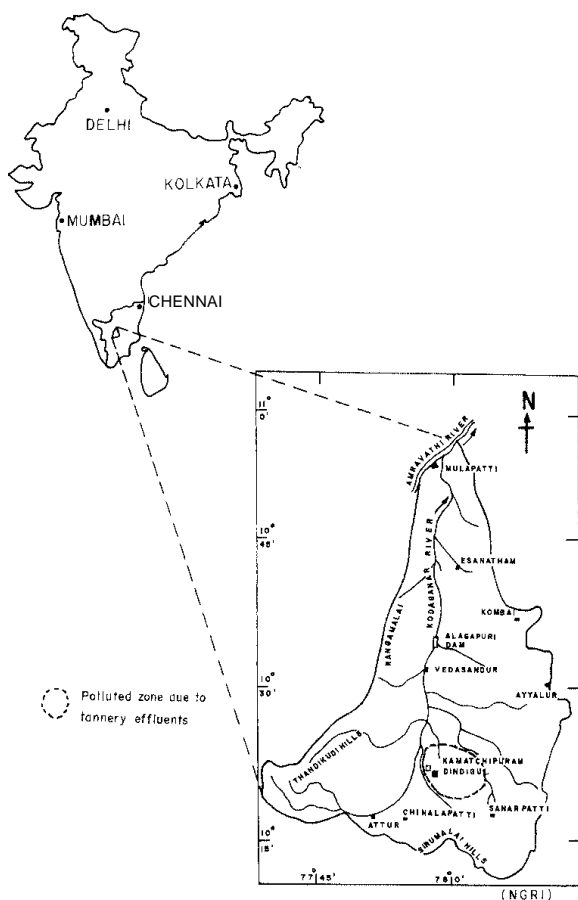 DELHI
KOLKATA
MUMBAI
CHENNAI
N
11°
0'
AMRAVATHI RIVER
MULAPATTI
10°
45'
KODAGANAR RIVER
ESANATHAM
RANGAMALAI
KOMBAI
ALAGAPURI
DAM
VEDASANDUR
10°
30'
AYYALUR
Polluted zone due to
tannery effluents
THANDIKUDI HILLS
KAMATCHIPURAM
DINDIGUL
SANARPATTI
CHINALAPATTI
ATTUR
SIRUMALAI HILLS
10°
15'
77° 45'
78° 0'
(NGRI)